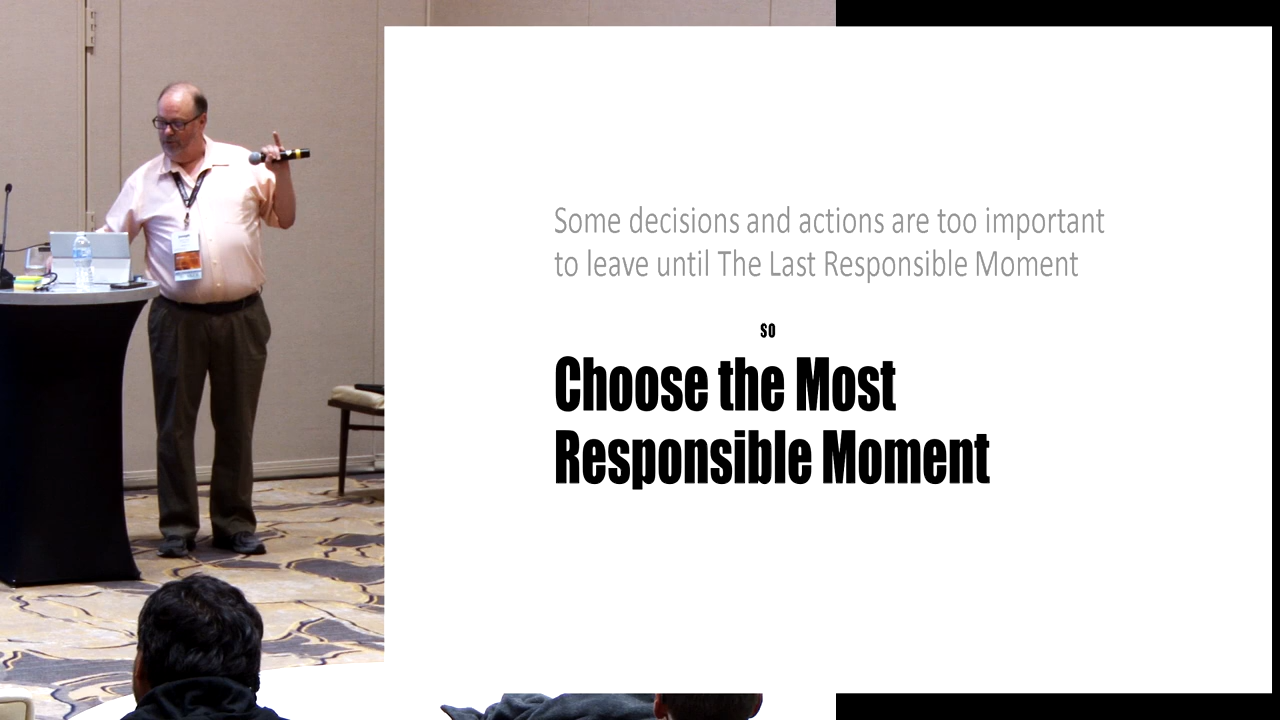 Some decisions and actions are too important
to leave until The Last Responsible Moment
so
Choose the Most
Responsible Moment